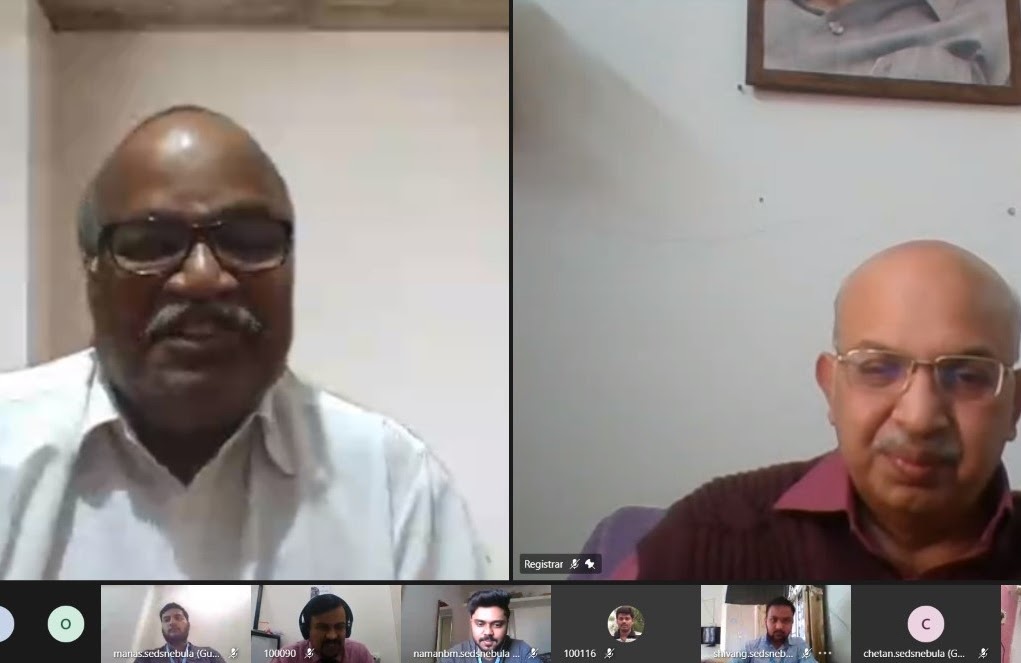 Registrar
O
manas.sedsnebula (Gu...
100090
namanbm.sedsnebula ...
100116
shivang.sedsneb...
chetan.sedsnebula (G...
C